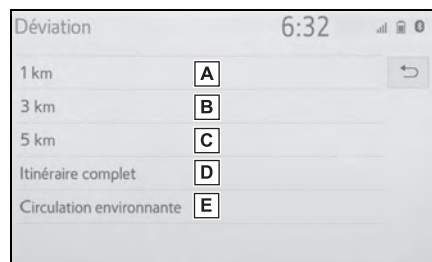 Déviation 6:32
1 km A
3 km B
5 km C
Itinéraire complet D
Circulation environnante E